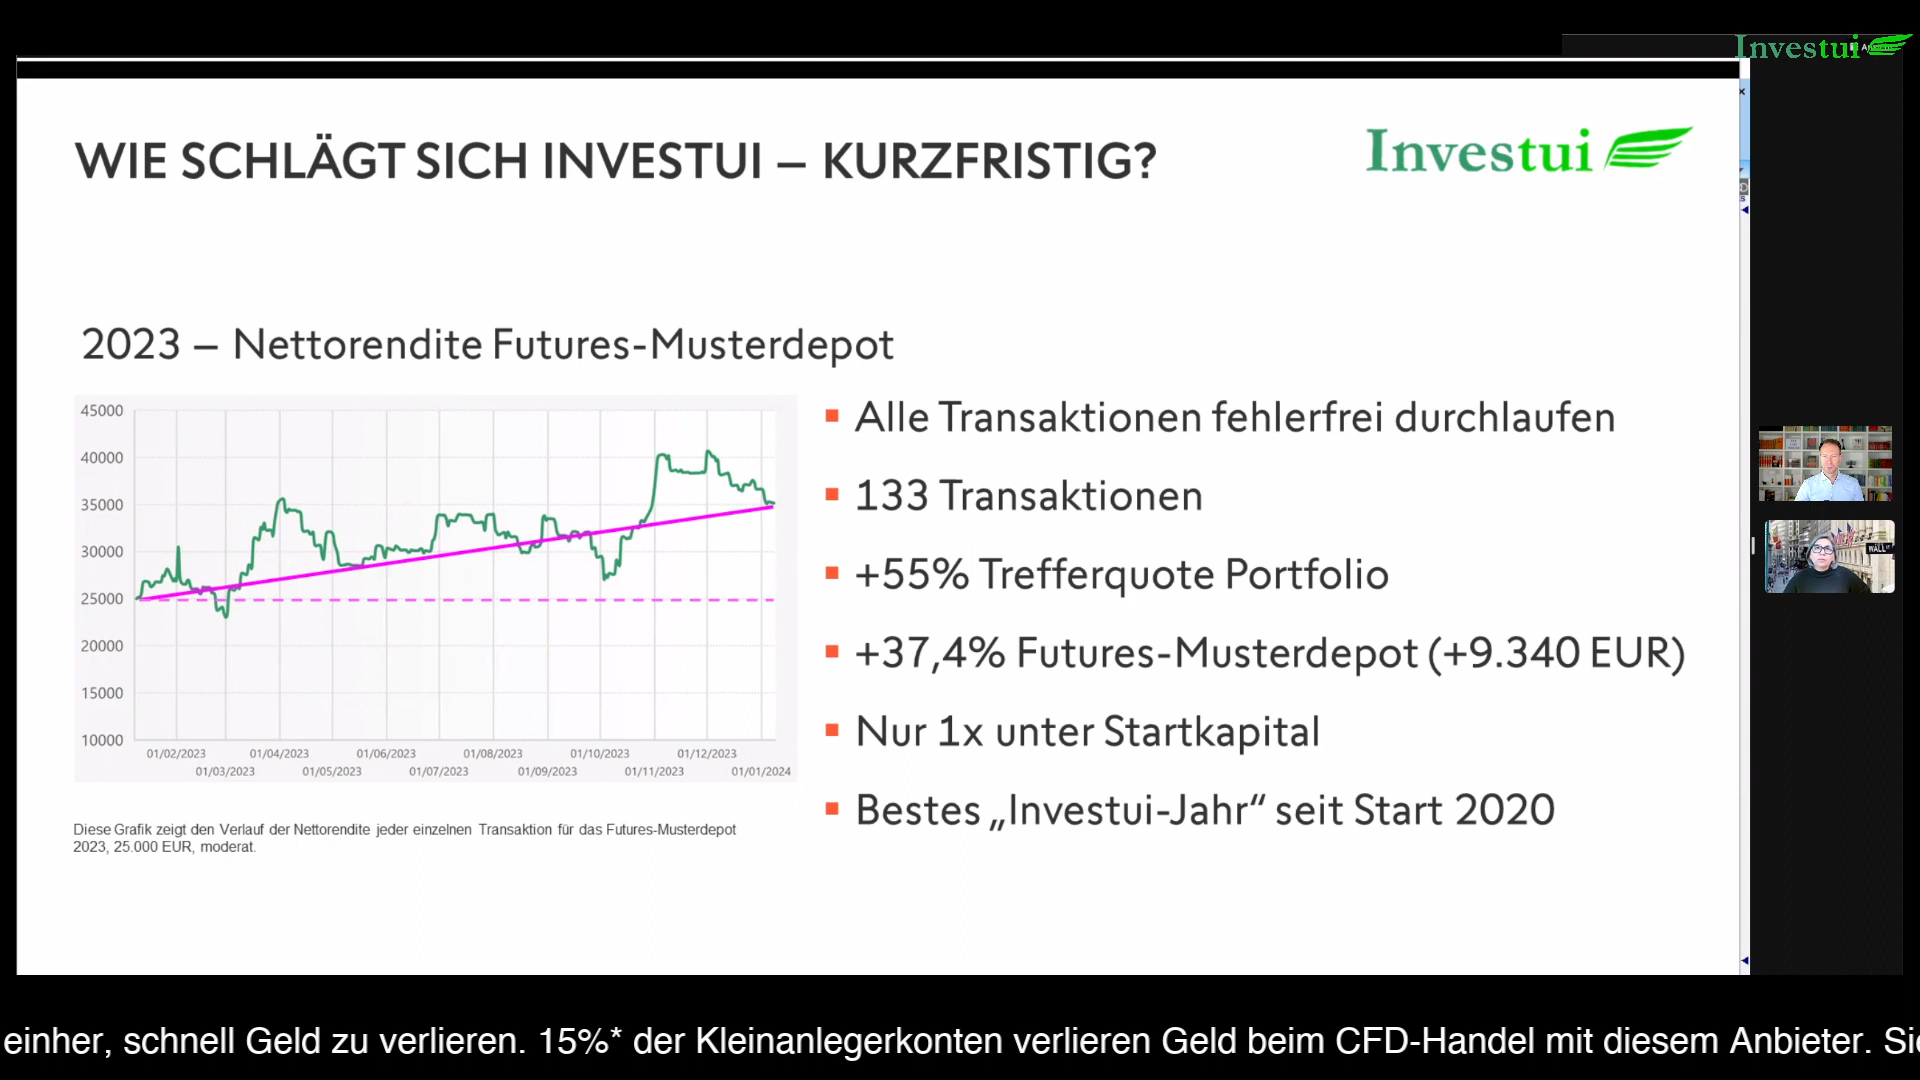 Investui
WIE SCHLÄGT SICH INVESTUI – KURZFRISTIG?
Investui
2023 – Nettorendite Futures-Musterdepot
45000
40000
35000
30000
25000
20000
15000
10000
01/02/2023 01/04/2023 01/06/2023 01/08/2023 01/10/2023 01/12/2023
01/03/2023 01/05/2023 01/07/2023 01/09/2023 01/11/2023 01/01/2024
Diese Grafik zeigt den Verlauf der Nettorendite jeder einzelnen Transaktion für das Futures-Musterdepot
2023, 25.000 EUR, moderat.
Alle Transaktionen fehlerfrei durchlaufen
133 Transaktionen
+55% Trefferquote Portfolio
+37,4% Futures-Musterdepot (+9.340 EUR)
Nur 1x unter Startkapital
Bestes „Investui-Jahr“ seit Start 2020
WALL
einher, schnell Geld zu verlieren. 15%* der Kleinanlegerkonten verlieren Geld beim CFD-Handel mit diesem Anbieter. Sie